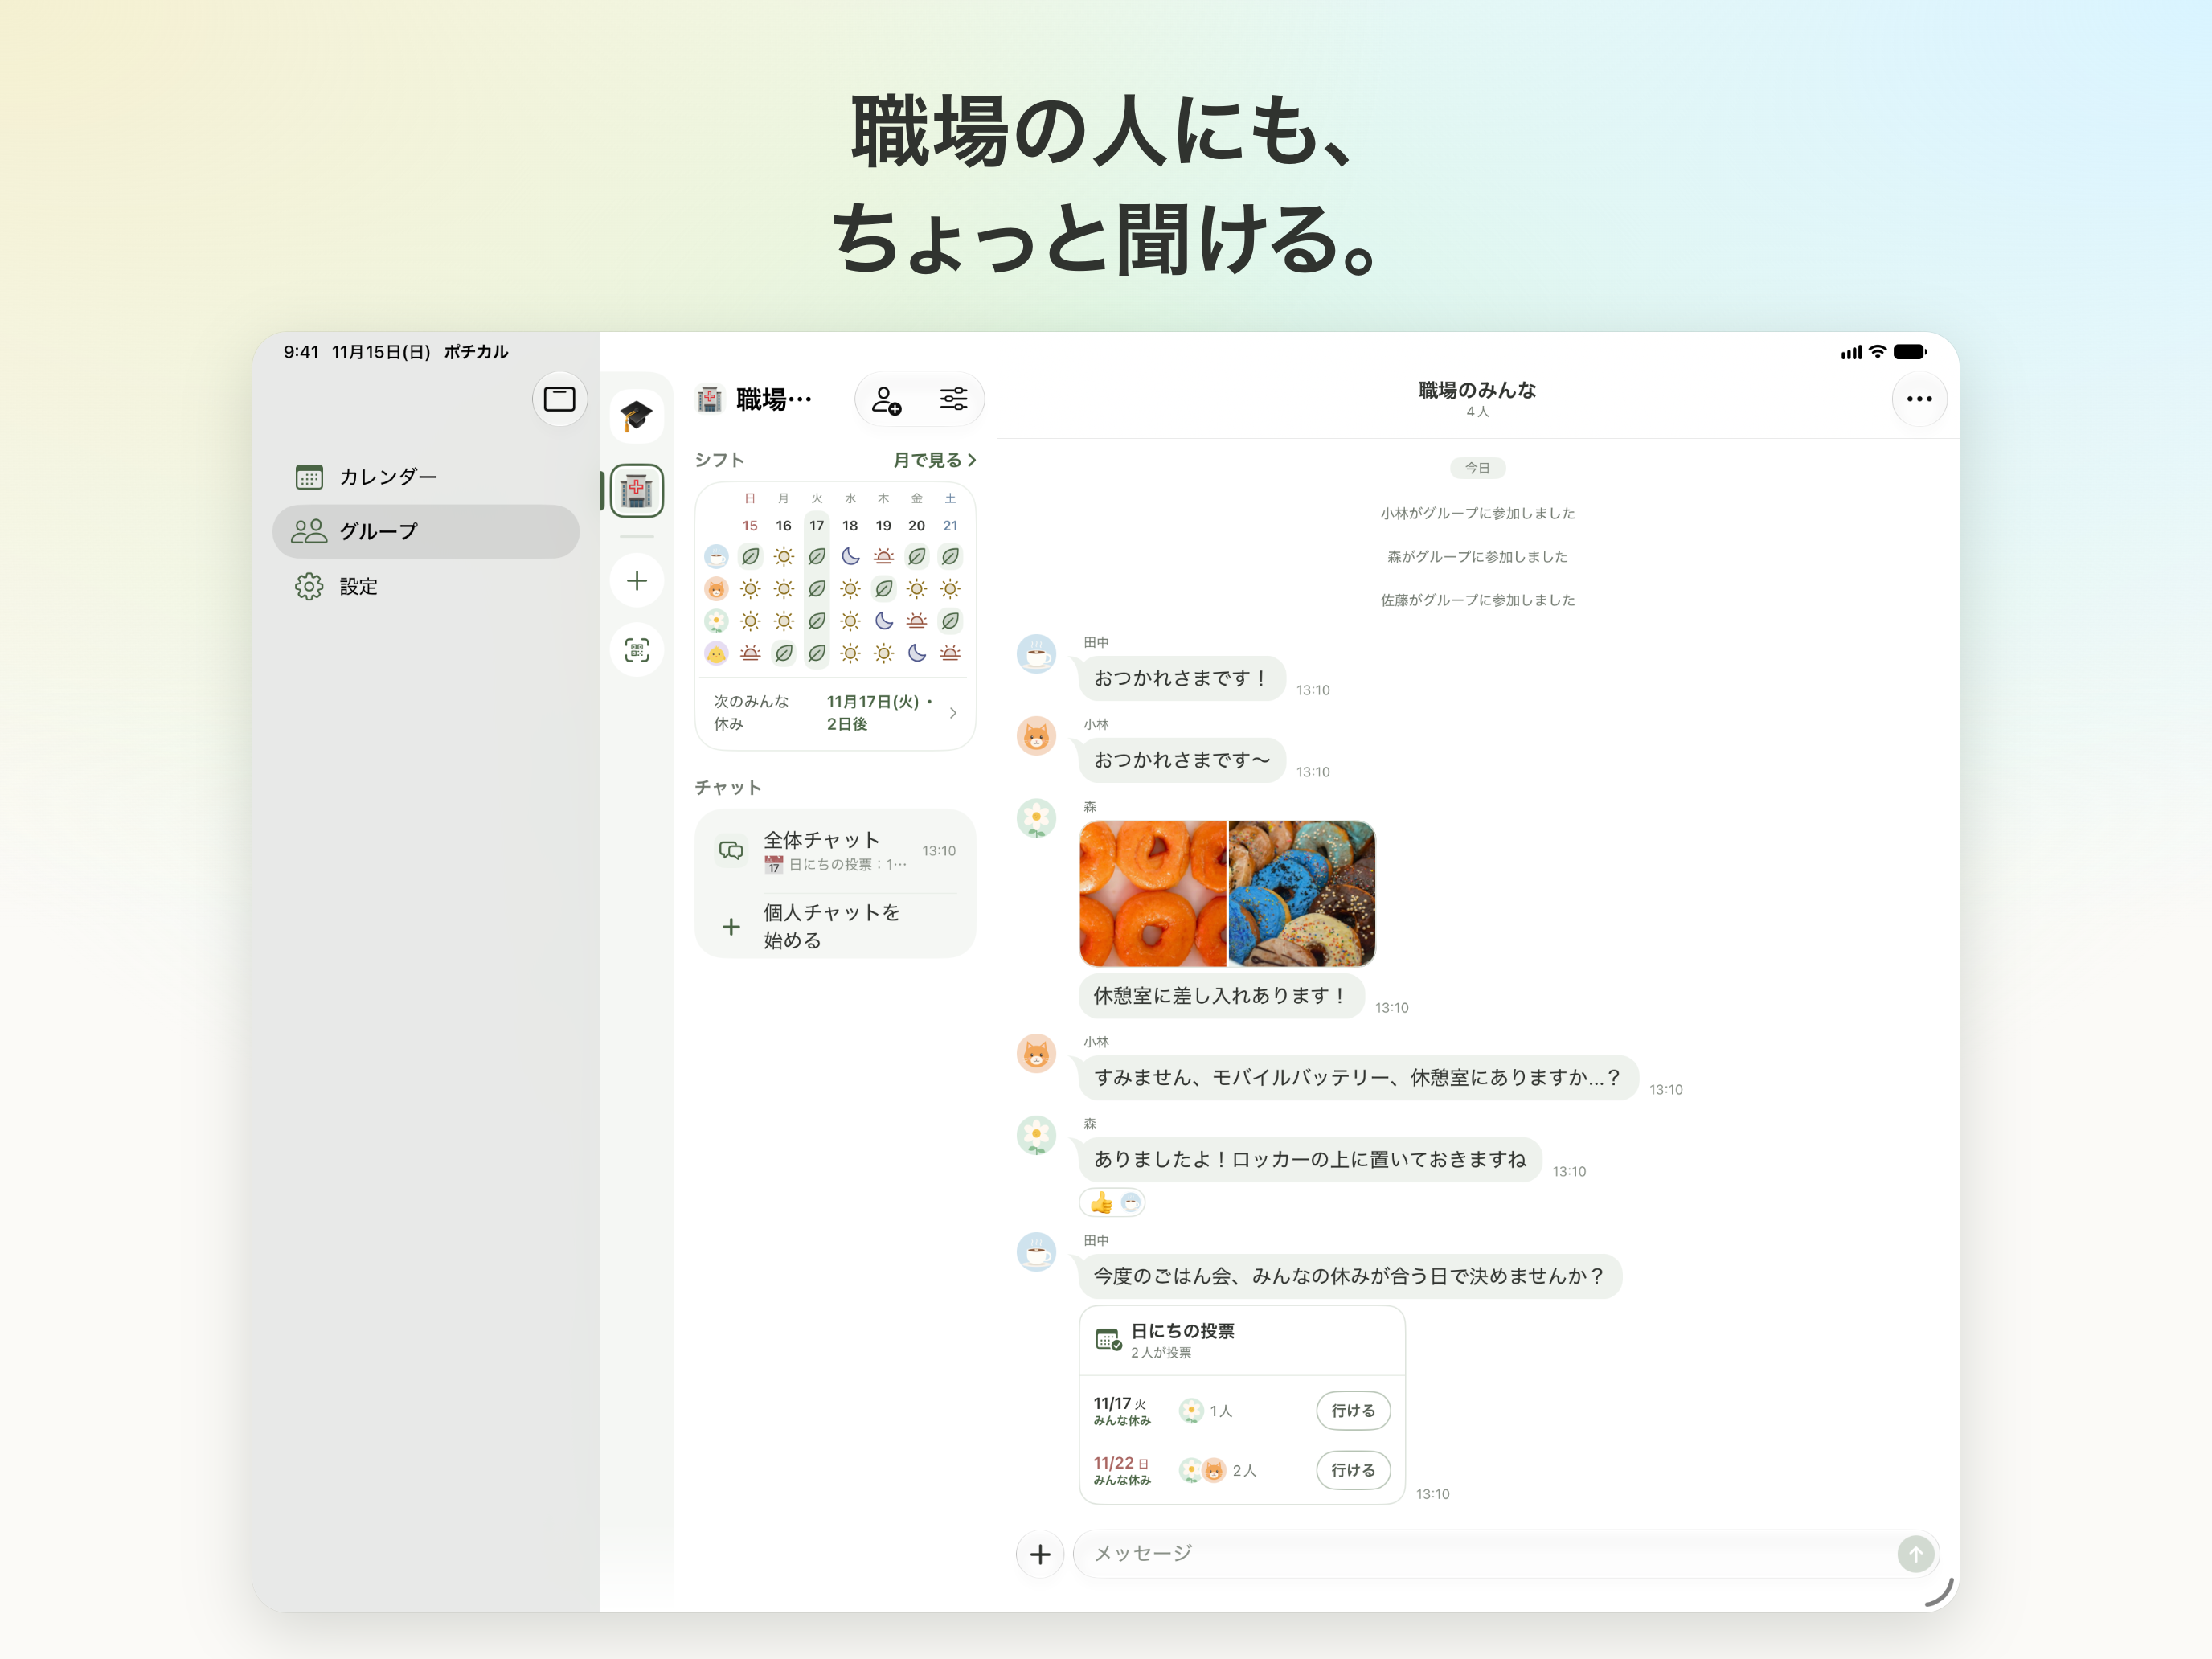 職場の人にも、
ちょっと聞ける。
9:41 11月15日(日) ポチカル
カレンダー
グループ
設定
職場…
シフト 月で見る
日 月 火 水 木 金 土
15 16 17 18 19 20 21
次のみんな
休み
11月17日(火)・
2日後
チャット
全体チャット
13:10
17 日にちの投票：1…
個人チャットを
始める
職場のみんな
4人
今日
小林がグループに参加しました
森がグループに参加しました
佐藤がグループに参加しました
田中
おつかれさまです！
13:10
小林
おつかれさまです〜
13:10
森
休憩室に差し入れあります！
13:10
小林
すみません、モバイルバッテリー、休憩室にありますか...？
13:10
森
ありましたよ！ロッカーの上に置いておきますね
13:10
田中
今度のごはん会、みんなの休みが合う日で決めませんか？
日にちの投票
2人が投票
11/17 火
みんな休み
1人
行ける
11/22 日
みんな休み
2人
行ける
13:10
メッセージ